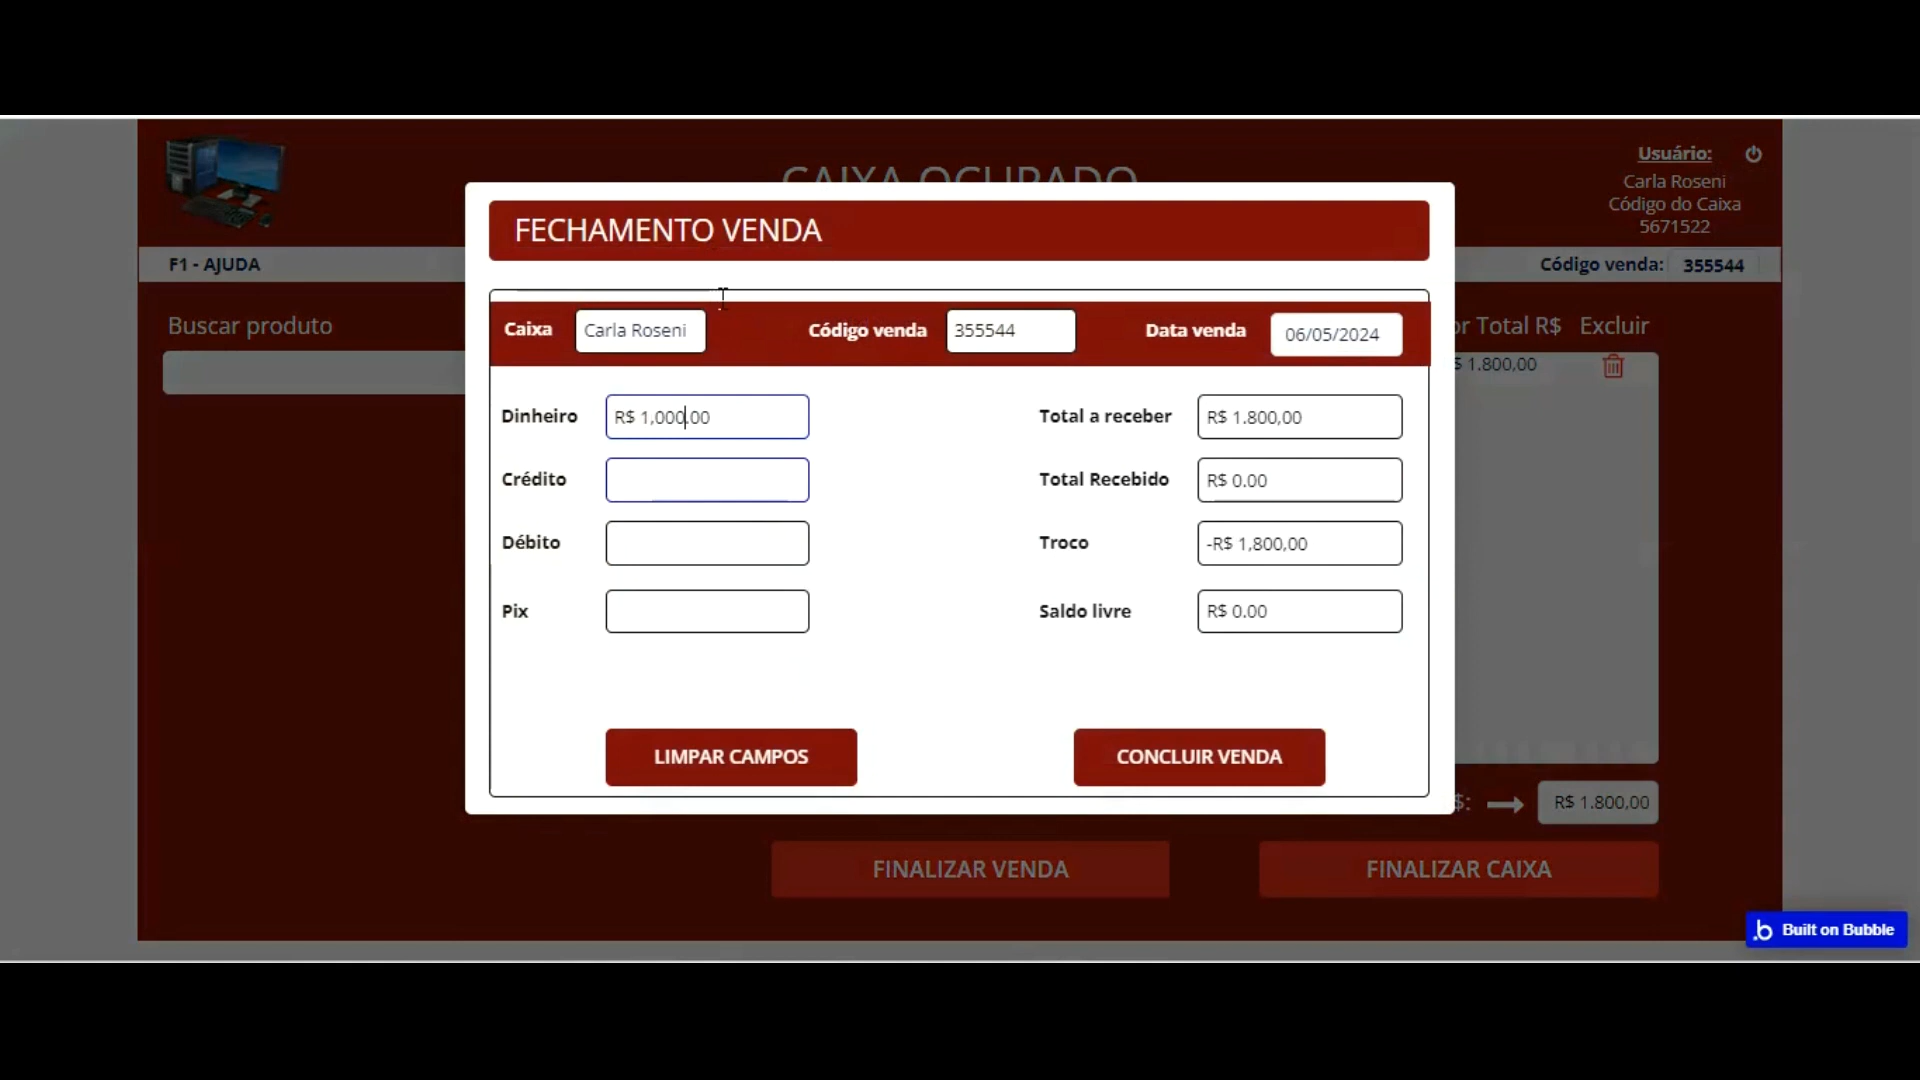 CAIXA OCUPADO
Usuário:
Carla Roseni
Código do Caixa
5671522
F1 - AJUDA
Código venda: 355544
Buscar produto
Total R$ Excluir
1.800,00
FECHAMENTO VENDA
Caixa Carla Roseni Código venda 355544 Data venda 06/05/2024
Dinheiro R$ 1,000.00 Total a receber R$ 1.800,00
Crédito Total Recebido R$ 0.00
Débito Troco -R$ 1,800,00
Pix Saldo livre R$ 0.00
LIMPAR CAMPOS CONCLUIR VENDA
R$ 1.800,00
FINALIZAR VENDA FINALIZAR CAIXA
.b Built on Bubble